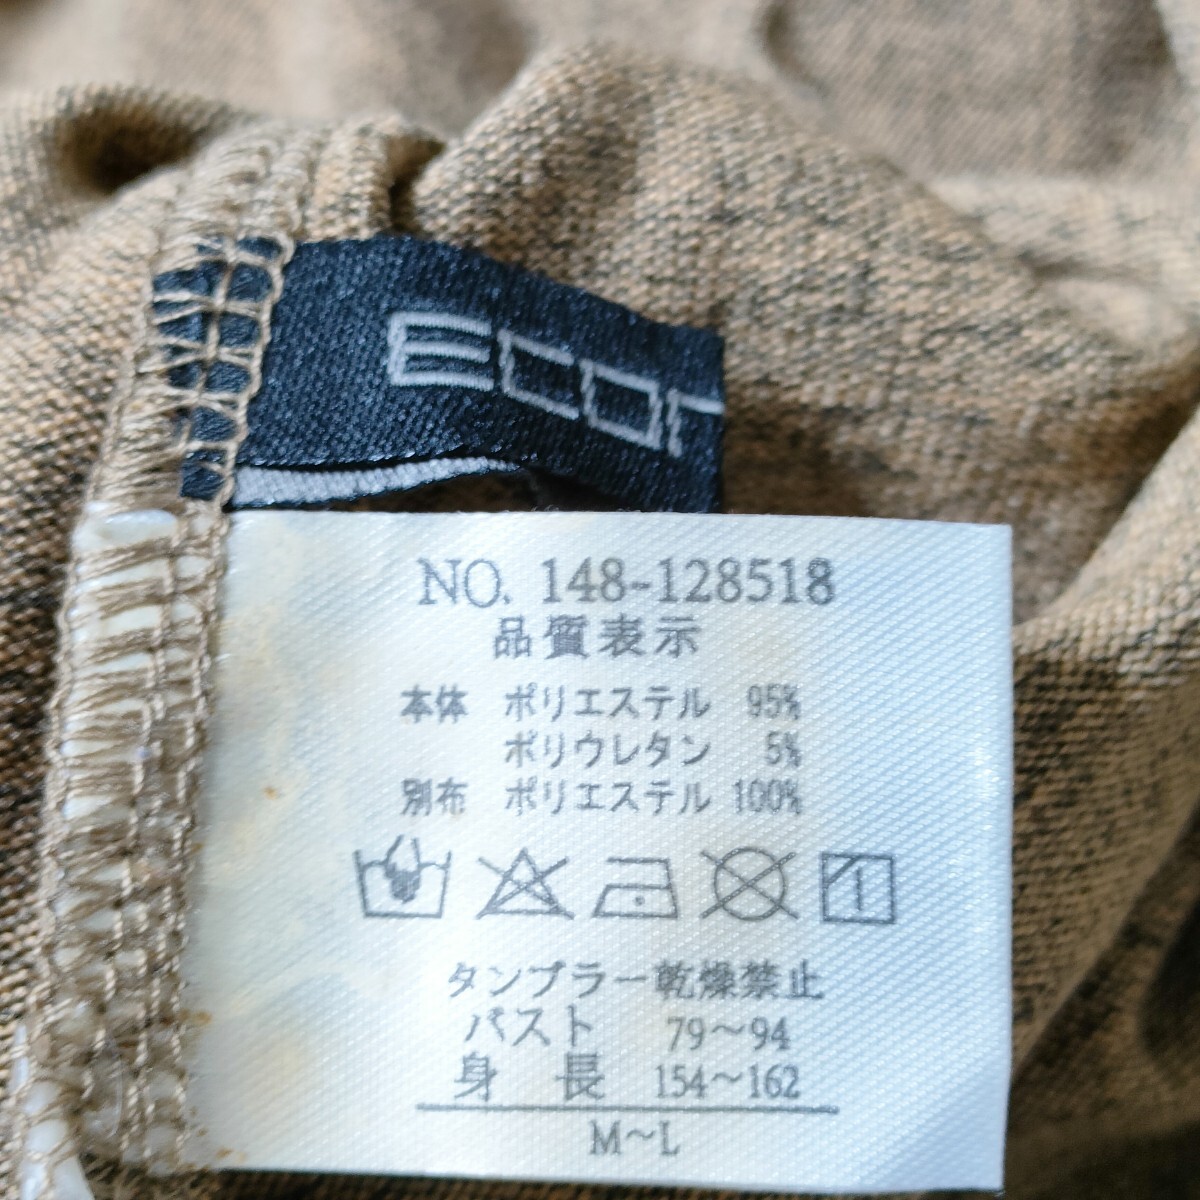 NO. 148-128518
品質表示
本体 ポリエステル 95%
ポリウレタン 5%
別布 ポリエステル 100%
タンブラー乾燥禁止
バスト 79〜94
身長 154〜162
M〜L